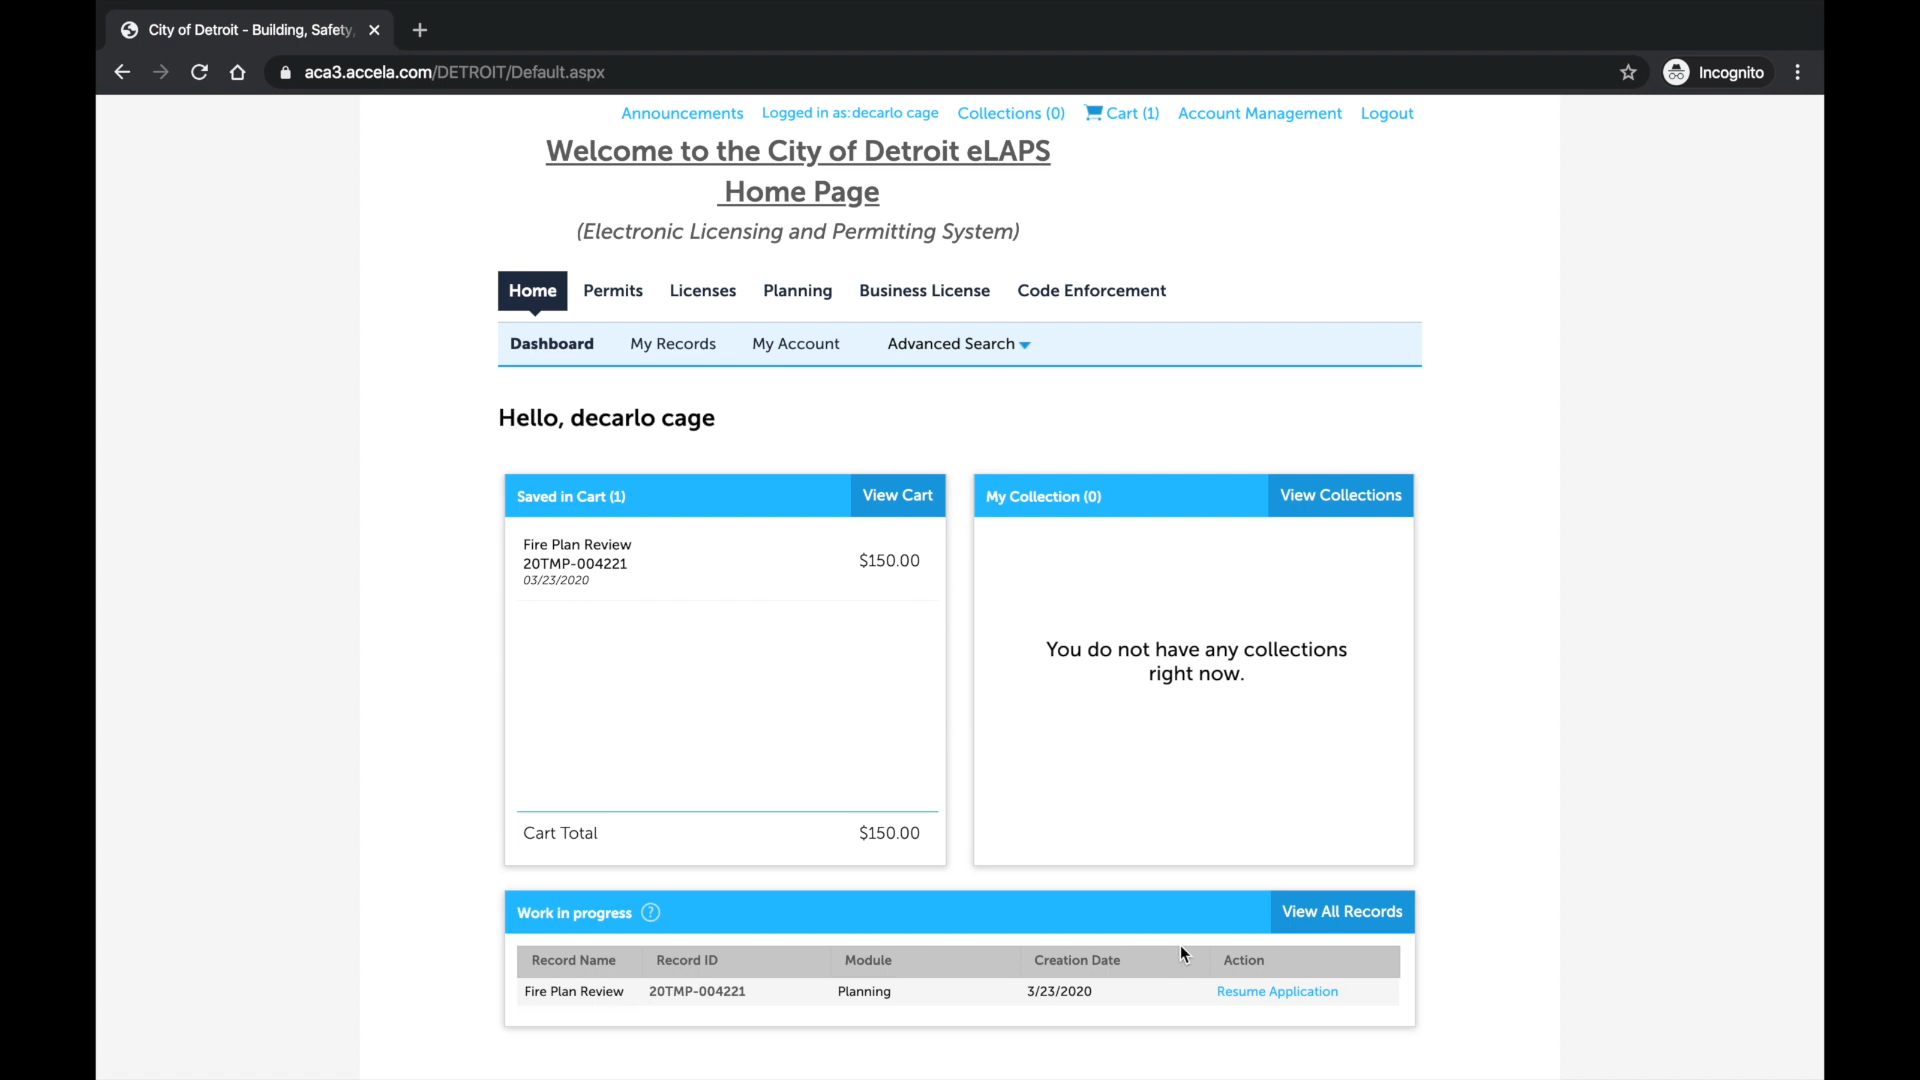 City of Detroit - Building, Safety,
aca3.accela.com/DETROIT/Default.aspx
Incognito
Announcements Logged in as:decarlo cage Collections (0) Cart (1) Account Management Logout
Welcome to the City of Detroit eLAPS
Home Page
(Electronic Licensing and Permitting System)
Home Permits Licenses Planning Business License Code Enforcement
Dashboard My Records My Account Advanced Search
Hello, decarlo cage
Saved in Cart (1) View Cart
Fire Plan Review
20TMP-004221
03/23/2020
$150.00
Cart Total $150.00
My Collection (0) View Collections
You do not have any collections
right now.
Work in progress ? View All Records
Record Name Record ID Module Creation Date Action
Fire Plan Review 20TMP-004221 Planning 3/23/2020 Resume Application